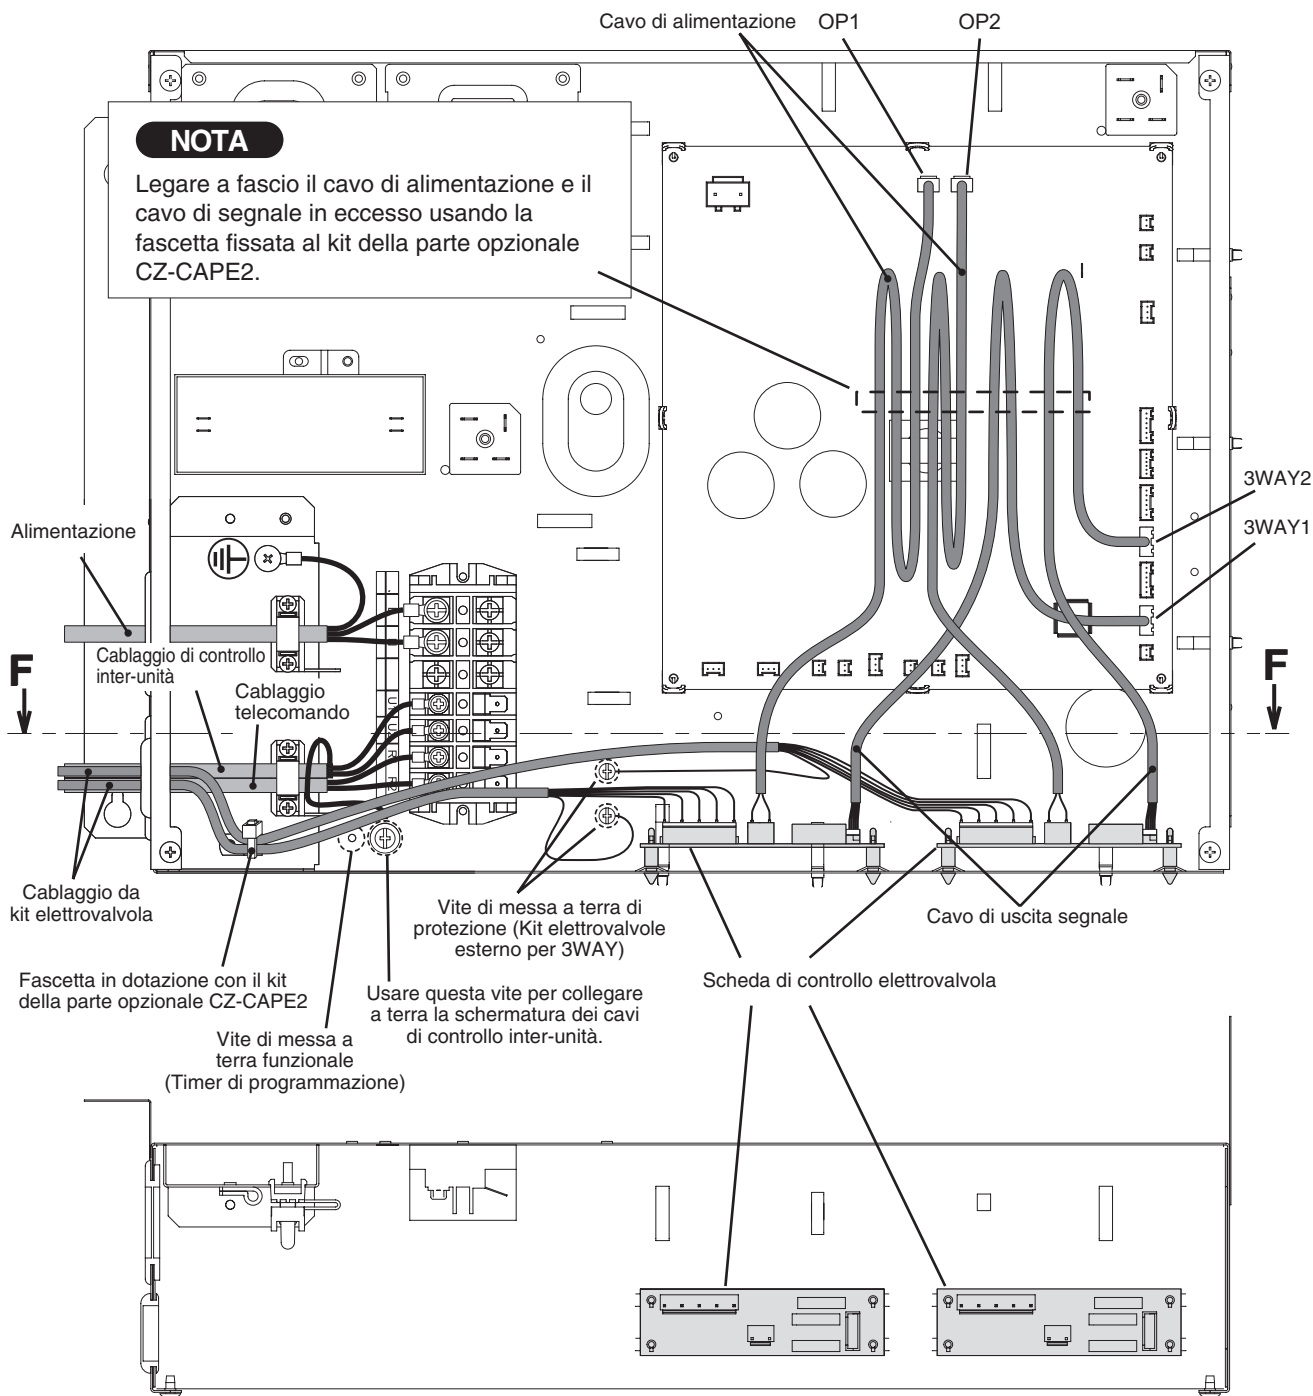 Cavo di alimentazione
OP1
OP2
NOTA
Legare a fascio il cavo di alimentazione e il
cavo di segnale in eccesso usando la
fascetta fissata al kit della parte opzionale
CZ-CAPE2.
3WAY2
3WAY1
Alimentazione
Cablaggio di controllo
inter-unità
Cablaggio
telecomando
F
F
Cablaggio da
kit elettrovalvola
Vite di messa a terra di
protezione (Kit elettrovalvole
esterno per 3WAY)
Cavo di uscita segnale
Fascetta in dotazione con il kit
della parte opzionale CZ-CAPE2
Usare questa vite per collegare
a terra la schermatura dei cavi
di controllo inter-unità.
Scheda di controllo elettrovalvola
Vite di messa a
terra funzionale
(Timer di programmazione)